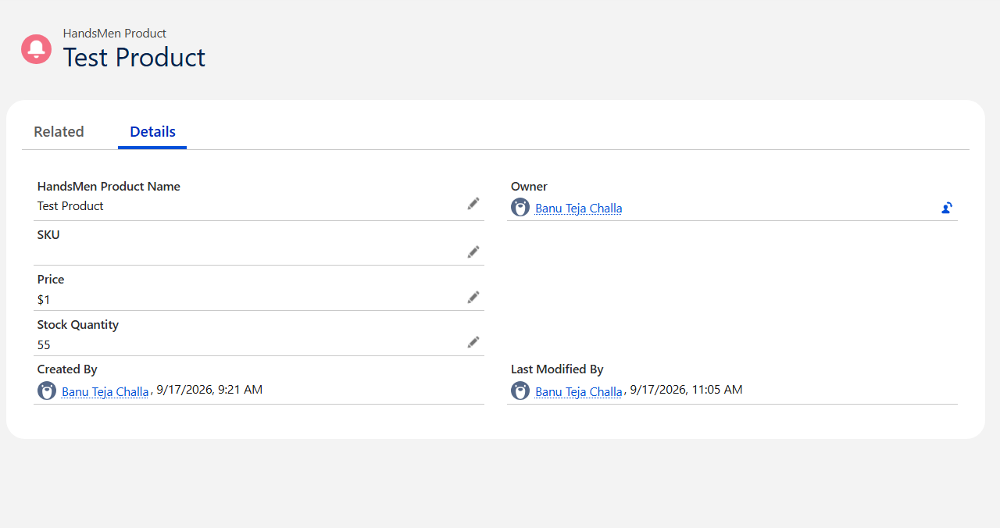 HandsMen Product
Test Product
Related Details
HandsMen Product Name
Test Product
Owner
Banu Teja Challa
SKU
Price
$1
Stock Quantity
55
Created By
Banu Teja Challa, 9/17/2026, 9:21 AM
Last Modified By
Banu Teja Challa, 9/17/2026, 11:05 AM